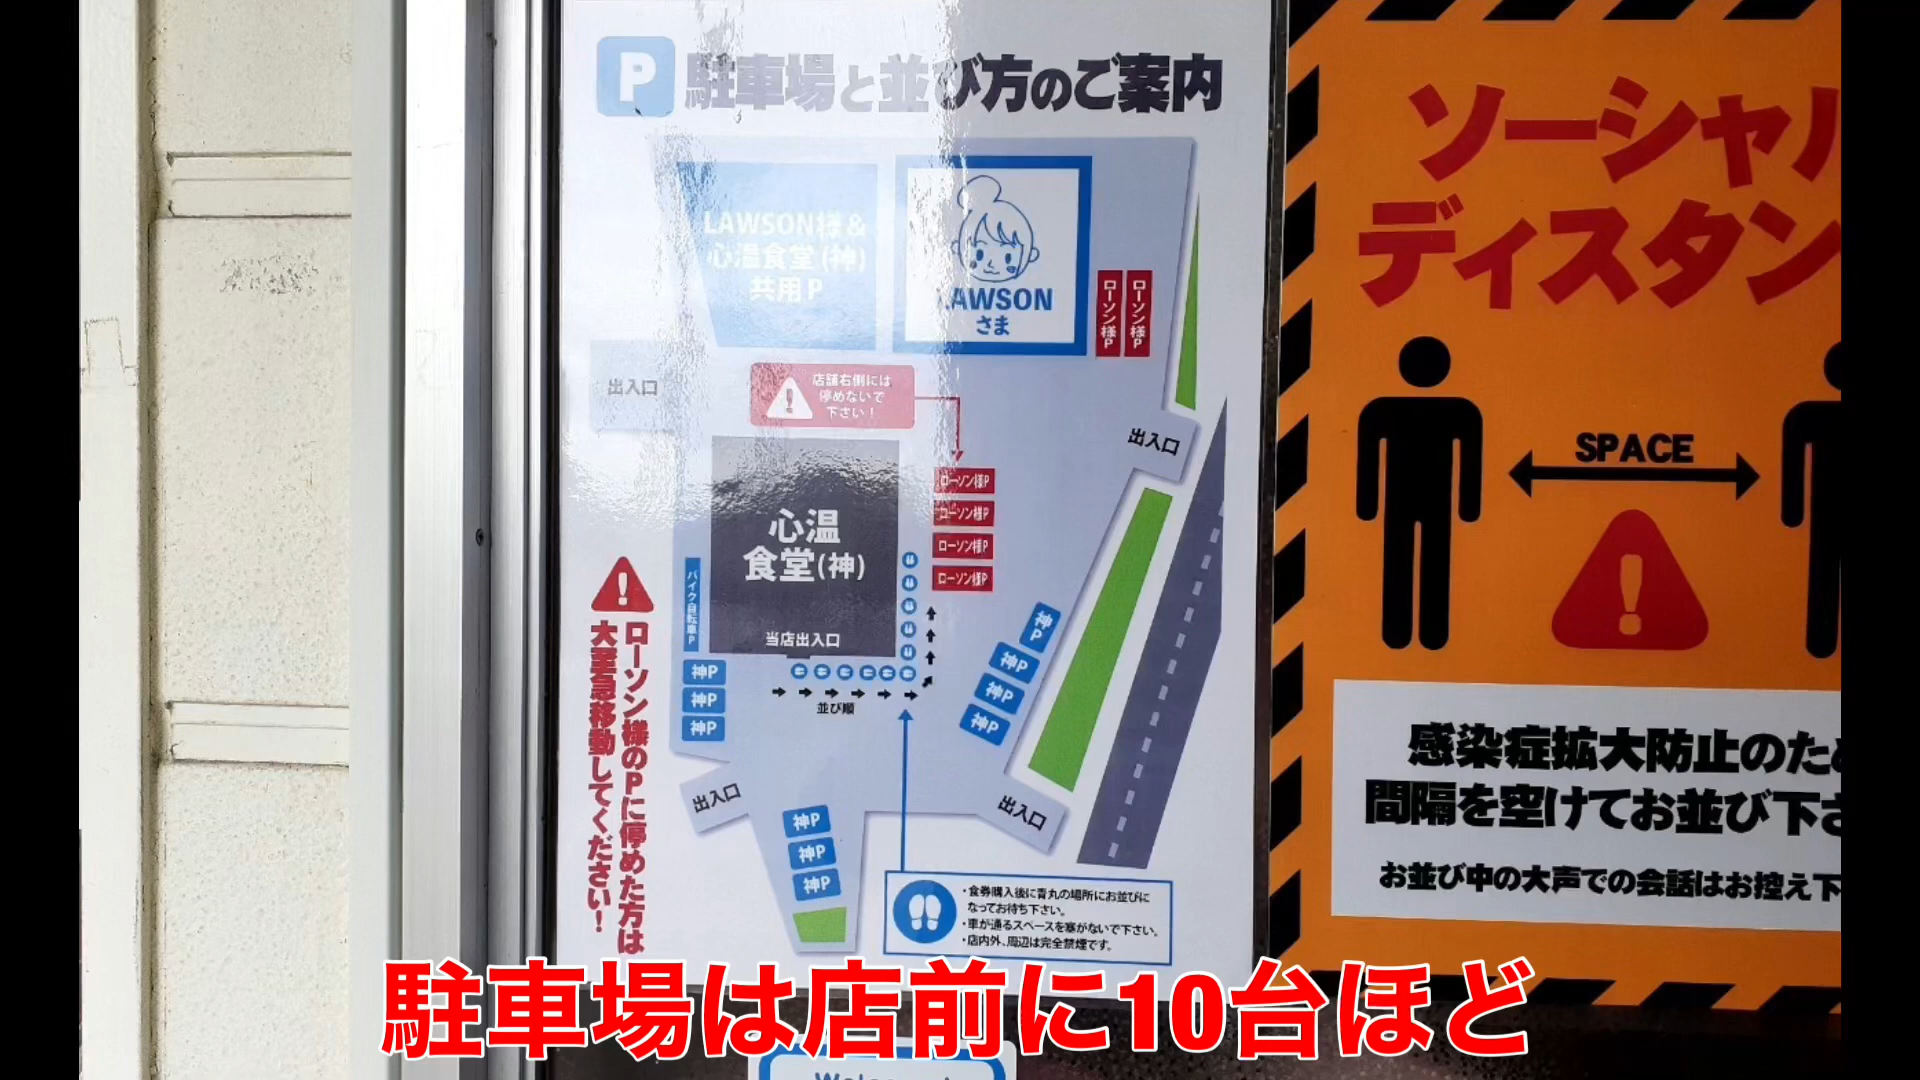 P 駐車場と並び方のご案内
LAWSON様&
心温食堂(神)
共用P
LAWSON
さま
ローソン様P
ローソン様P
出入口
店舗右側には
停めないで
下さい!
出入口
ローソン様P
ローソン様P
ローソン様P
ローソン様P
心温
食堂(神)
当店出入口
バイク自転車P
神P
神P
神P
並び順
神P
神P
神P
神P
ローソン様のPに停めた方は
大至急移動してください!
出入口
出入口
神P
神P
神P
・食券購入後に青丸の場所にお並びに
なってお待ち下さい。
・車が通るスペースを塞がないで下さい。
・店内外、周辺は完全禁煙です。
ソーシャル
ディスタン
SPACE
感染症拡大防止のため
間隔を空けてお並び下さ
お並び中の大声での会話はお控え下
駐車場は店前に10台ほど